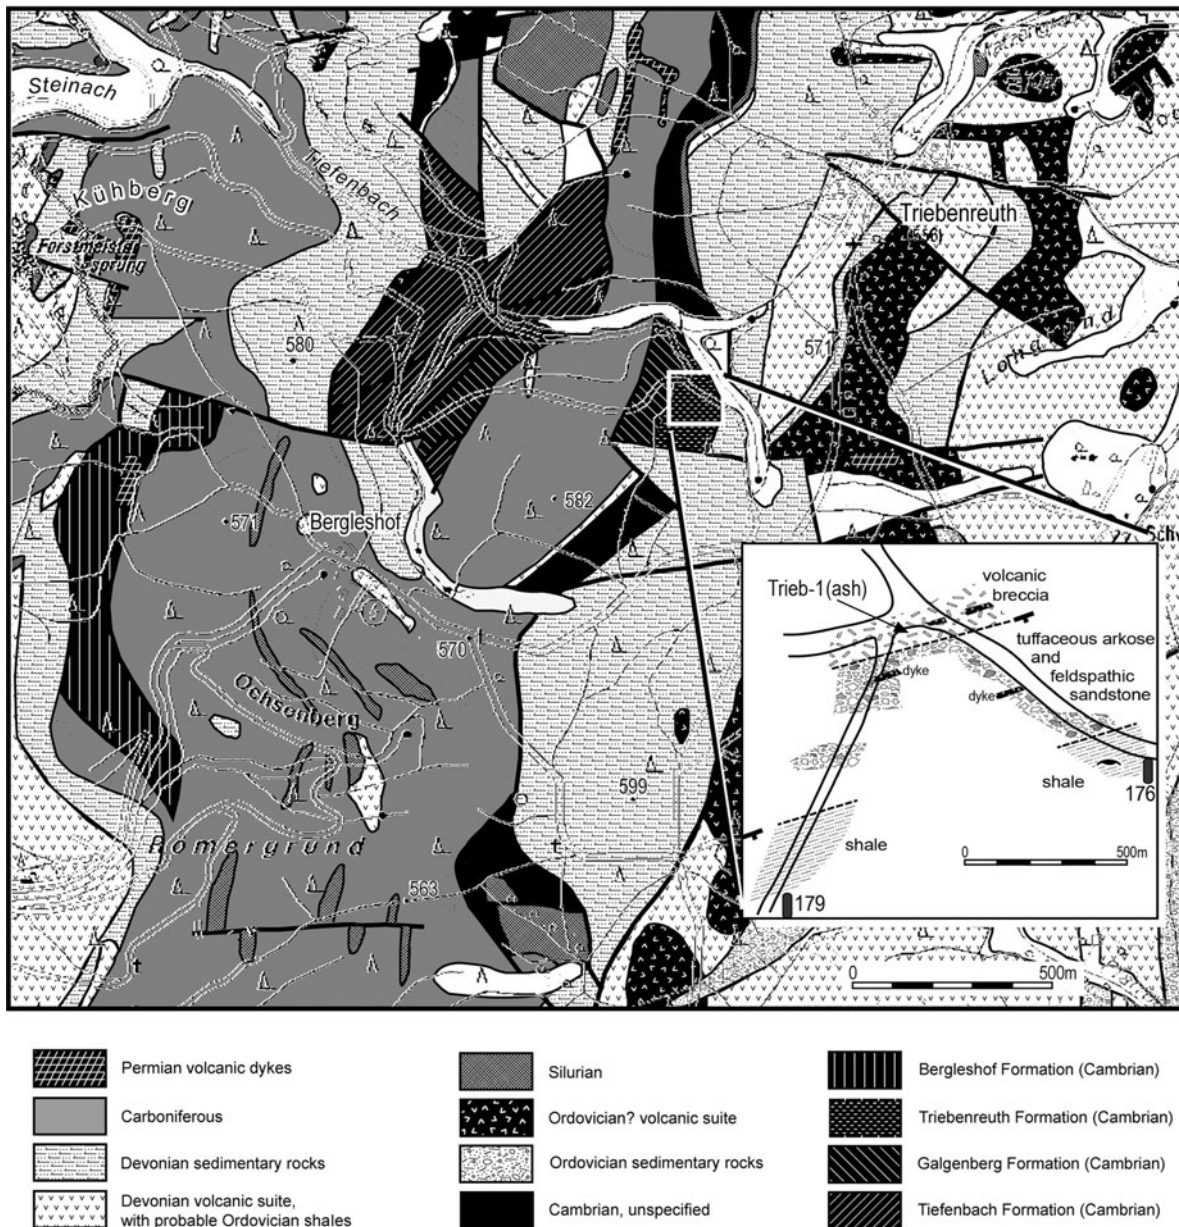 Steinach
Tiefenbach
Kühberg
Forstmeister
sprung
Triebenreuth
(556)
580
571
571
582
Bergleshof
570
Ochsenberg
599
563
Schw
Trieb-1(ash)
volcanic
breccia
tuffaceous arkose
and
feldspathic
sandstone
dyke
dyke
shale
176
shale
0 500m
179
0 500m
Permian volcanic dykes
Carboniferous
Devonian sedimentary rocks
Devonian volcanic suite,
with probable Ordovician shales
Silurian
Ordovician? volcanic suite
Ordovician sedimentary rocks
Cambrian, unspecified
Bergleshof Formation (Cambrian)
Triebenreuth Formation (Cambrian)
Galgenberg Formation (Cambrian)
Tiefenbach Formation (Cambrian)